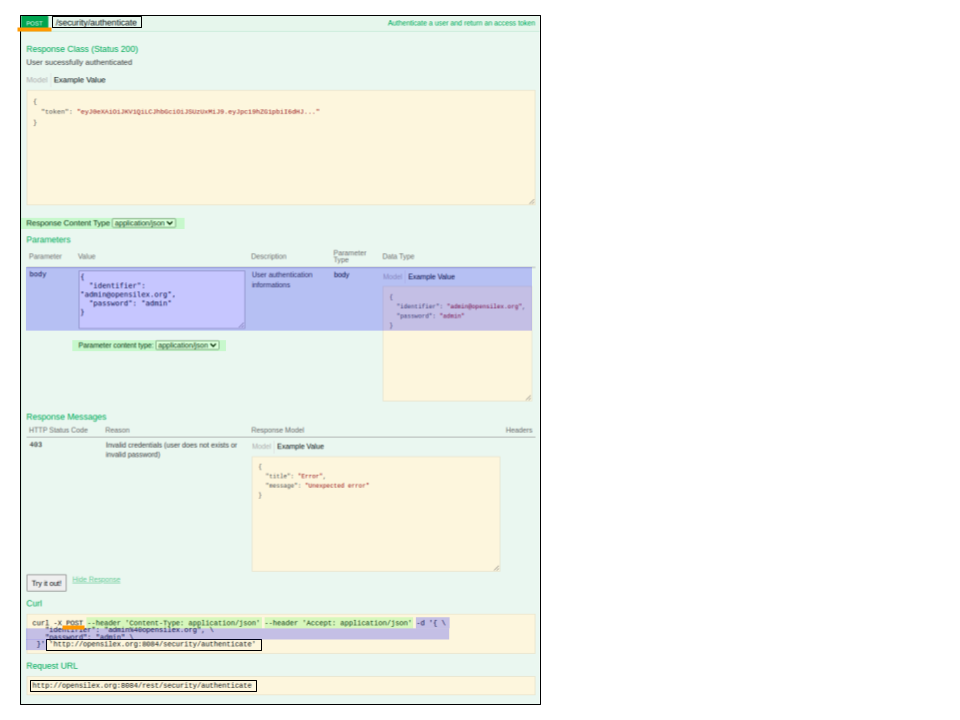 POST /security/authenticate Authenticate a user and return an access token
Response Class (Status 200)
User sucessfully authenticated
Model Example Value
{
"token":
}
Response Content Type application/json
Parameters
Parameter Value Description Parameter Type Data Type
body { User authentication informations body Model Example Value
"identifier":
"admin@opensilex.org",
"password": "admin"
}
{
"identifier": "admin@opensilex.org",
"password": "admin"
}
Parameter content type: application/json
Response Messages
HTTP Status Code Reason Response Model Headers
403 Invalid credentials (user does not exists or invalid password) Model Example Value
{
"title": "Error",
"message": "Unexpected error"
}
Try it out! Hide Response
Curl
curl -X POST --header 'Content-Type: application/json' --header 'Accept: application/json' -d '{ \
"identifier": "admin%40opensilex.org", \
"password": "admin" \
}' 'http://opensilex.org:8084/security/authenticate'
Request URL
http://opensilex.org:8084/rest/security/authenticate